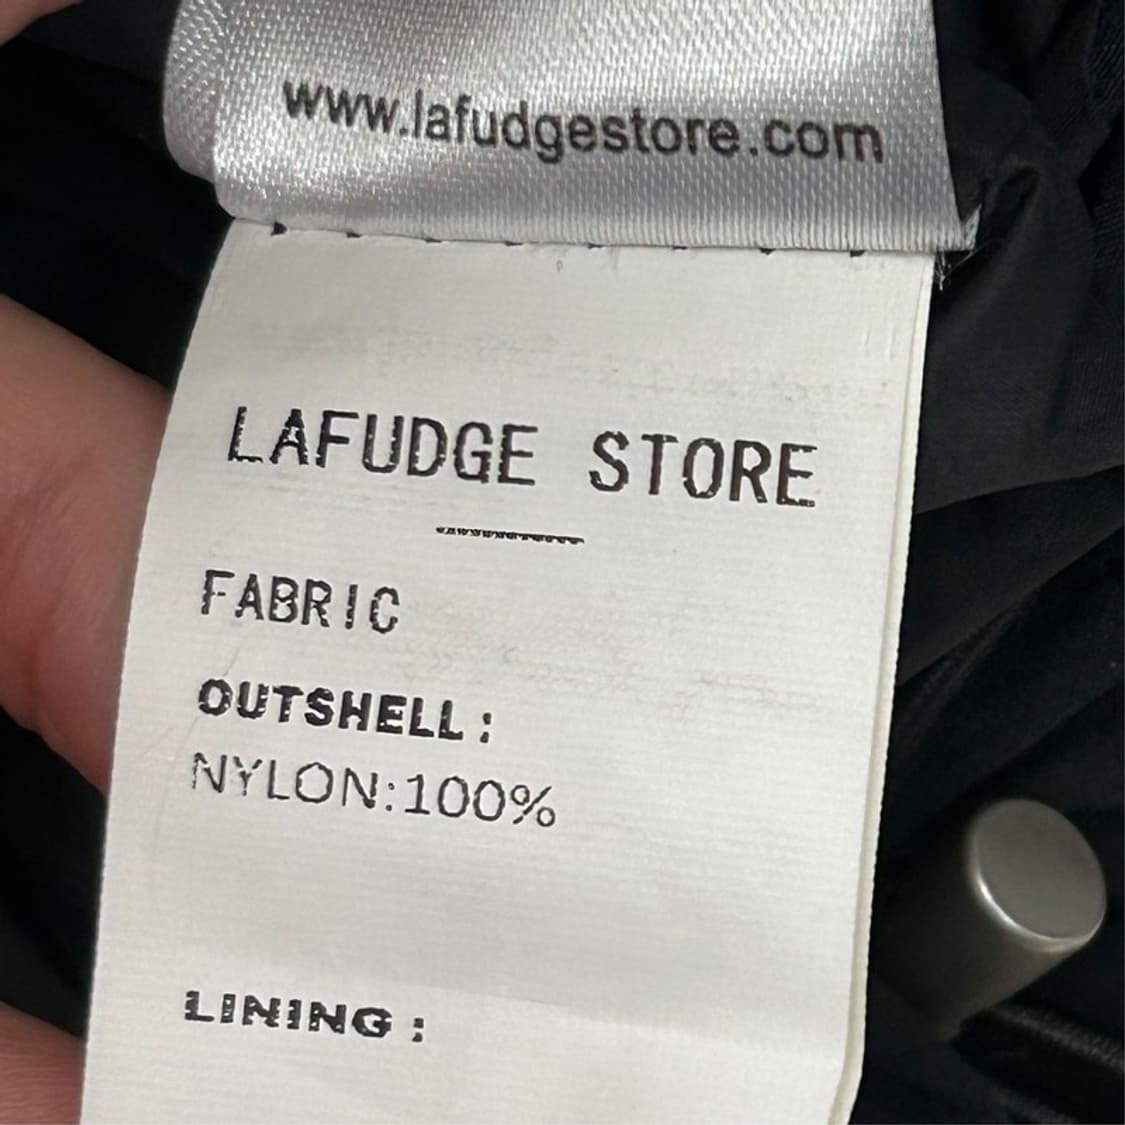 www.lafudgestore.com
LAFUDGE STORE
FABRIC
OUTSHELL:
NYLON:100%
LINING: